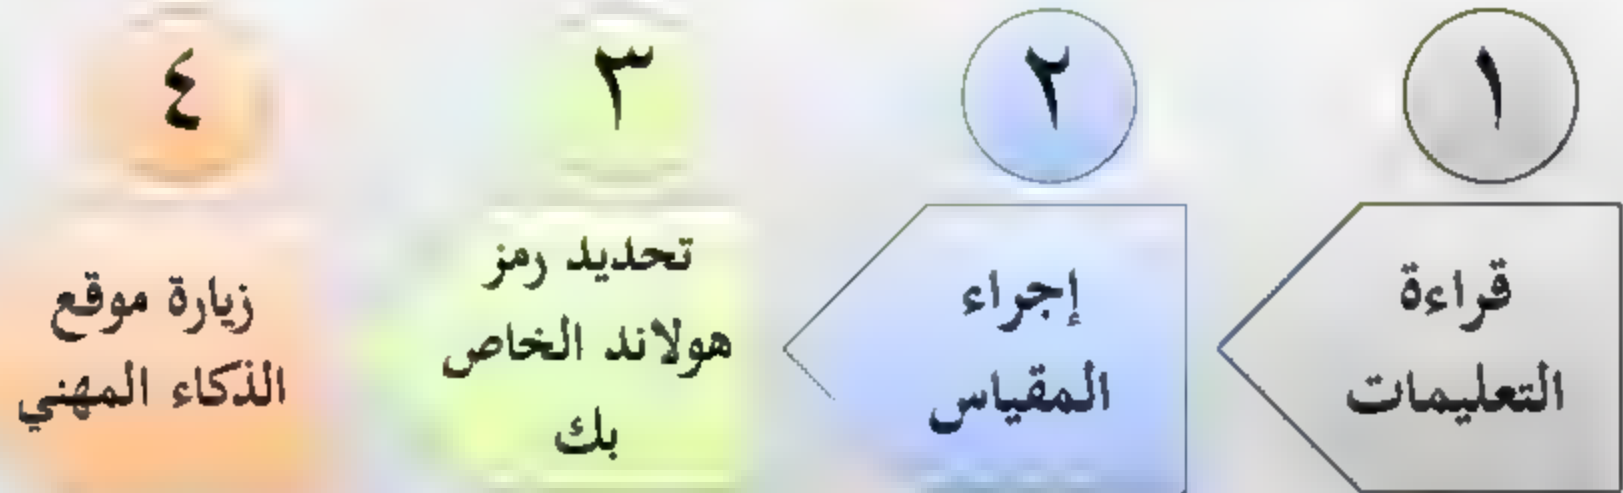 ١
قراءة
التعليمات
٢
إجراء
المقياس
٣
تحديد رمز
هولاند الخاص
بك
٤
زيارة موقع
الذكاء المهني